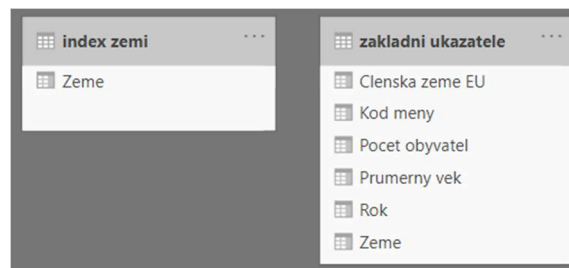 index zemi
Zeme
zakladni ukazatele
Clenska zeme EU
Kod meny
Pocet obyvatel
Prumerny vek
Rok
Zeme